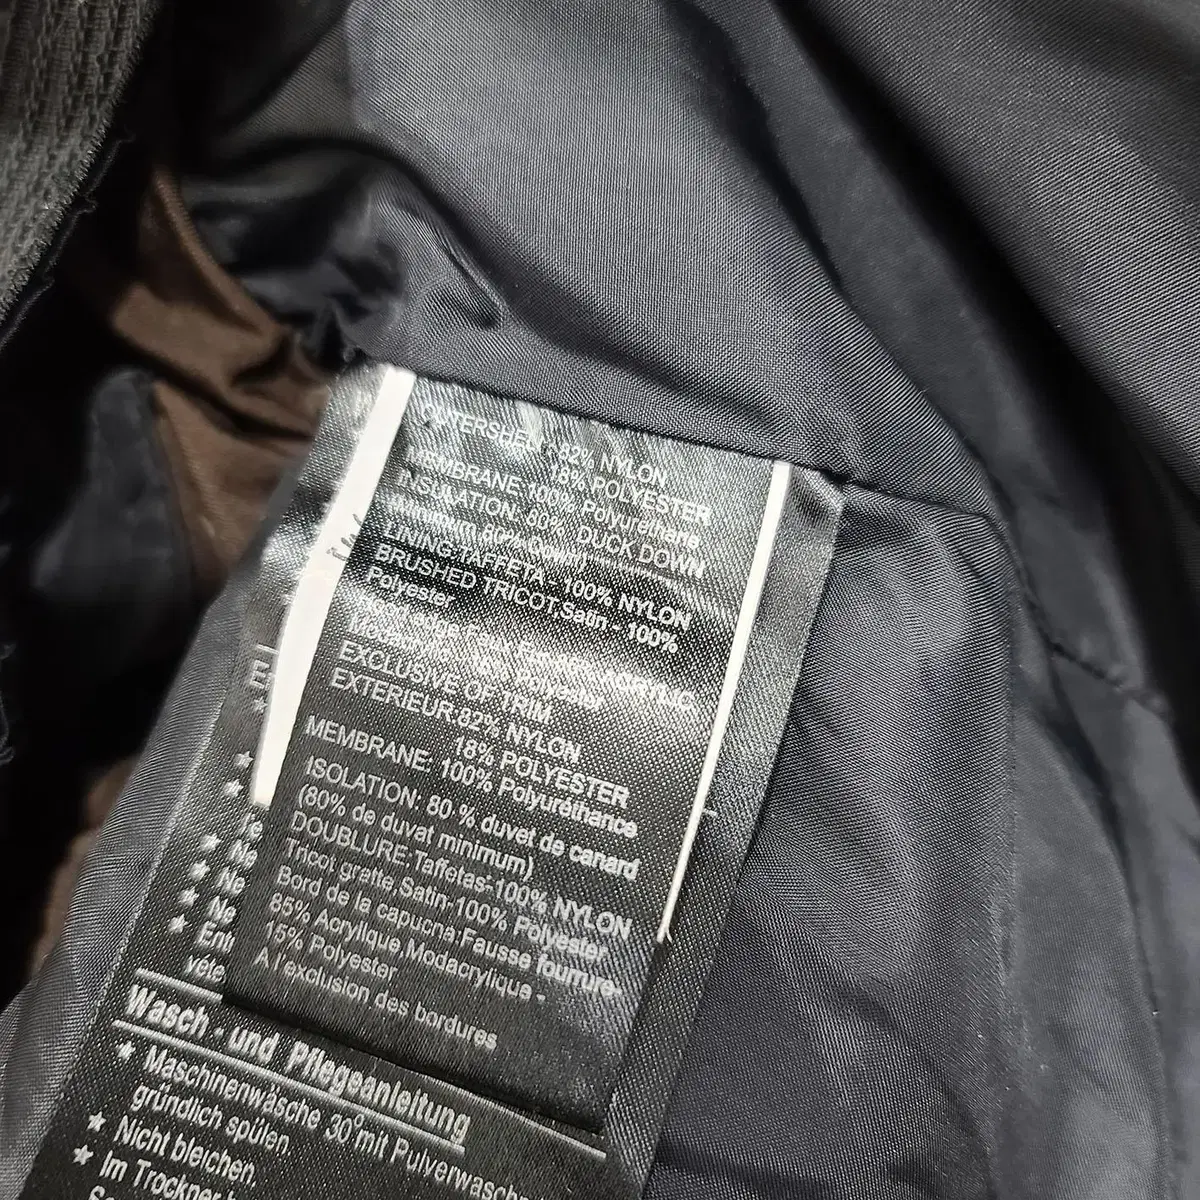 OUTERSHELL: 82% NYLON
18% POLYESTER
MEMBRANE:100% Polyuréthane
INSULATION: 80% DUCK DOWN
LINING:TAFFETA- 100% NYLON
BRUSHED TRICOT,Satin - 100%
Polyester
EXCLUSIVE OF TRIM
EXTERIEUR:82% NYLON
18% POLYESTER
MEMBRANE: 100% Polyuréthance
ISOLATION: 80 % duvet de canard
(80% de duvat minimum)
DOUBLURE:Taffetas-100% NYLON
Tricot gratte,Satin-100% Polyester
Bord de la capucna:Fausse fourrure-
85% Acrylique,Modacrylique -
15% Polyester
A l'exclusion des bordures
Wasch - und Pflegeanleitung
★ Maschinenwäsche 30°mit Pulverwasch
gründlich spülen.
★ Nicht bleichen.
★ Im Trockner